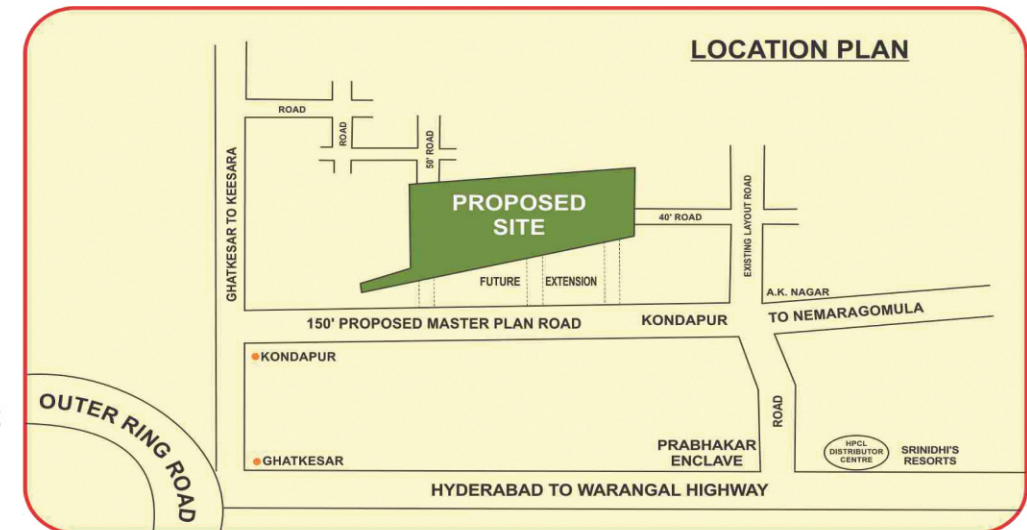 LOCATION PLAN
ROAD
ROAD
50' ROAD
GHATKESAR TO KEESARA
PROPOSED
SITE
40' ROAD
EXISTING LAYOUT ROAD
FUTURE EXTENSION
A.K. NAGAR
150' PROPOSED MASTER PLAN ROAD
KONDAPUR
TO NEMARAGOMULA
KONDAPUR
OUTER RING ROAD
ROAD
GHATKESAR
PRABHAKAR
ENCLAVE
HPCL
DISTRIBUTOR
CENTRE
SRINIDHI'S
RESORTS
HYDERABAD TO WARANGAL HIGHWAY